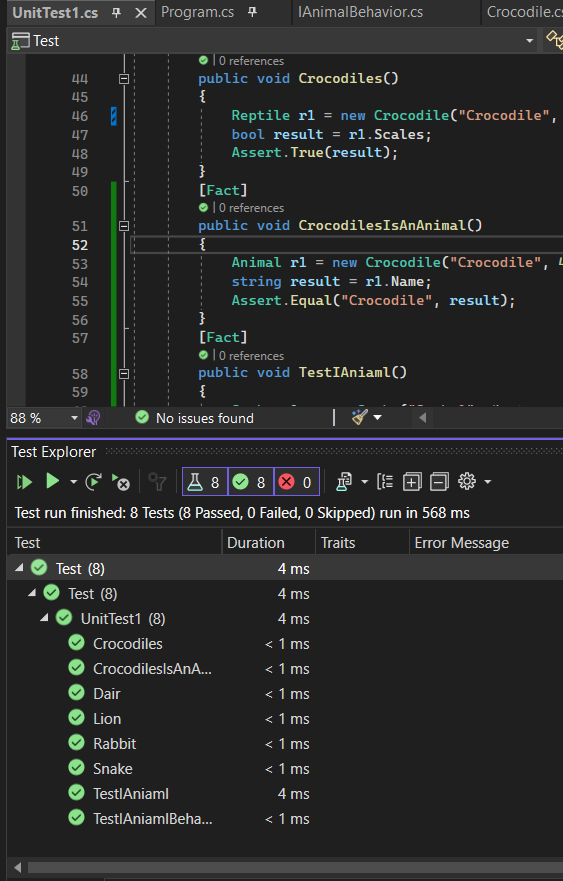 UnitTest1.cs Program.cs IAnimalBehavior.cs Crocodile.cs
Test
0 references
44 public void Crocodiles()
45 {
46 Reptile r1 = new Crocodile("Crocodile",
47 bool result = r1.Scales;
48 Assert.True(result);
49 }
50 [Fact]
0 references
51 public void CrocodilesIsAnAnimal()
52 {
53 Animal r1 = new Crocodile("Crocodile", 4
54 string result = r1.Name;
55 Assert.Equal("Crocodile", result);
56 }
57 [Fact]
0 references
58 public void TestIAniaml()
59 {
88 % No issues found
Test Explorer
8 8 0
Test run finished: 8 Tests (8 Passed, 0 Failed, 0 Skipped) run in 568 ms
Test Duration Traits Error Message
Test (8) 4 ms
Test (8) 4 ms
UnitTest1 (8) 4 ms
Crocodiles < 1 ms
CrocodilesIsAnA... < 1 ms
Dair < 1 ms
Lion < 1 ms
Rabbit < 1 ms
Snake < 1 ms
TestIAniaml 4 ms
TestIAniamlBeha... < 1 ms